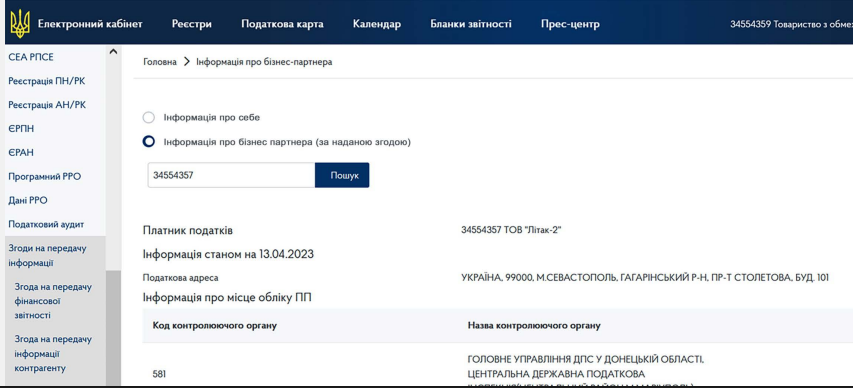 Електронний кабінет Реєстри Податкова карта Календар Бланки звітності Прес-центр 34554359 Товариство з обме
СЕА РПСЕ
Реєстрація ПН/РК
Реєстрація АН/РК
ЄРПН
ЄРАН
Програмний РРО
Дані РРО
Податковий аудит
Згоди на передачу
інформації
Згода на передачу
фінансової
звітності
Згода на передачу
інформації
контрагенту
Головна > Інформація про бізнес-партнера
Інформація про себе
Інформація про бізнес партнера (за наданою згодою)
34554357 Пошук
Платник податків 34554357 ТОВ "Літак-2"
Інформація станом на 13.04.2023
Податкова адреса УКРАЇНА, 99000, М.СЕВАСТОПОЛЬ, ГАГАРІНСЬКИЙ Р-Н, ПР-Т СТОЛЕТОВА, БУД. 101
Інформація про місце обліку ПП
Код контролюючого органу Назва контролюючого органу
581
ГОЛОВНЕ УПРАВЛІННЯ ДПС У ДОНЕЦЬКІЙ ОБЛАСТІ,
ЦЕНТРАЛЬНА ДЕРЖАВНА ПОДАТКОВА